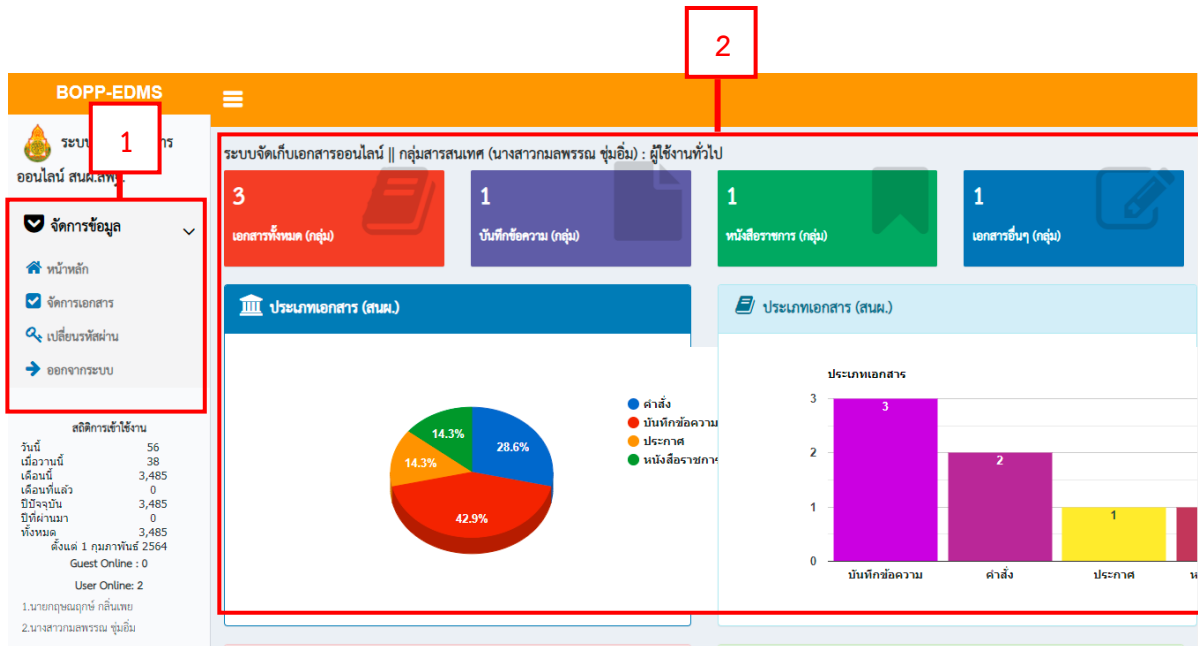 2
BOPP-EDMS
1
ออนไลน์ สนผ.สพฐ.
ระบบจัดเก็บเอกสารออนไลน์ || กลุ่มสารสนเทศ (นางสาวกมลพรรณ ชุ่มอิ่ม) : ผู้ใช้งานทั่วไป
3
เอกสารทั้งหมด (กลุ่ม)
1
บันทึกข้อความ (กลุ่ม)
1
หนังสือราชการ (กลุ่ม)
1
เอกสารอื่นๆ (กลุ่ม)
จัดการข้อมูล
หน้าหลัก
จัดการเอกสาร
เปลี่ยนรหัสผ่าน
ออกจากระบบ
สถิติการเข้าใช้งาน
วันนี้ 56
เมื่อวานนี้ 38
เดือนนี้ 3,485
เดือนที่แล้ว 0
ปีปัจจุบัน 3,485
ปีที่ผ่านมา 0
ทั้งหมด 3,485
ตั้งแต่ 1 กุมภาพันธ์ 2564
Guest Online : 0
User Online: 2
1.นายกฤษณฤกษ์ กลิ่นเพย
2.นางสาวกมลพรรณ ชุ่มอิ่ม
ประเภทเอกสาร (สนผ.)
คำสั่ง
บันทึกข้อความ
ประกาศ
หนังสือราชการ
14.3%
28.6%
14.3%
42.9%
ประเภทเอกสาร (สนผ.)
ประเภทเอกสาร
3
2
1
0
3
2
1
บันทึกข้อความ
คำสั่ง
ประกาศ